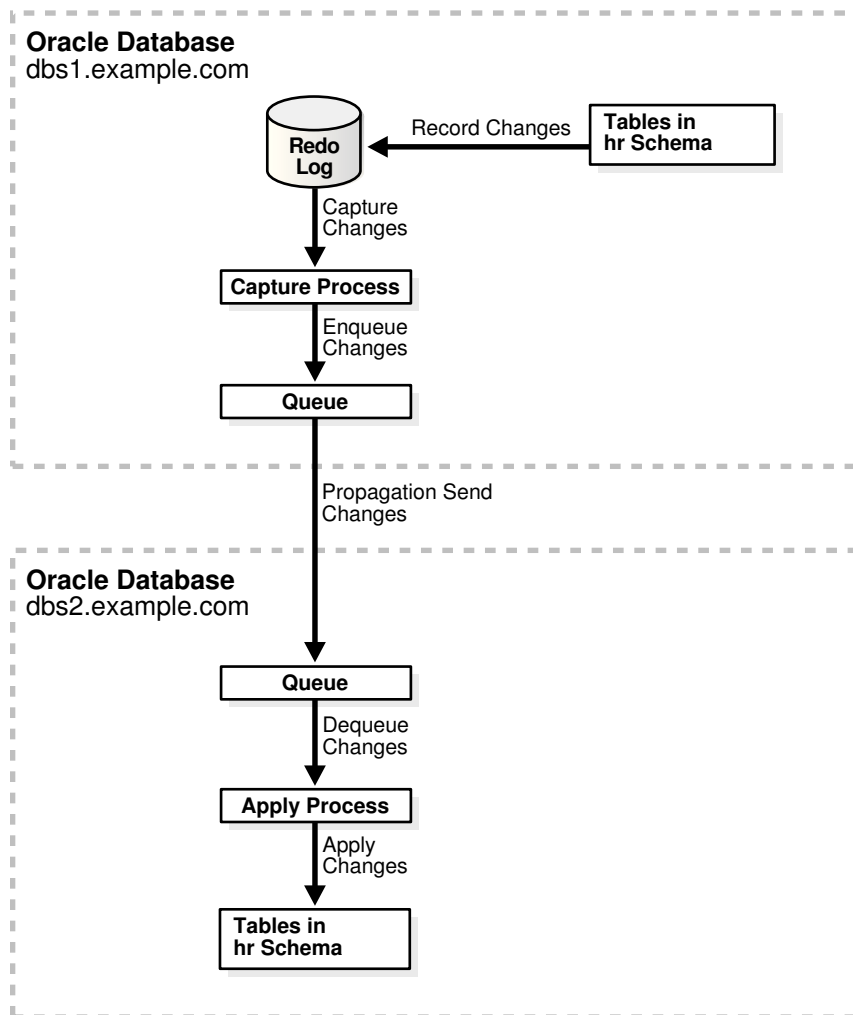 Oracle Database
dbs1.example.com
Record Changes
Tables in
hr Schema
Redo
Log
Capture
Changes
Capture Process
Enqueue
Changes
Queue
Propagation Send
Changes
Oracle Database
dbs2.example.com
Queue
Dequeue
Changes
Apply Process
Apply
Changes
Tables in
hr Schema